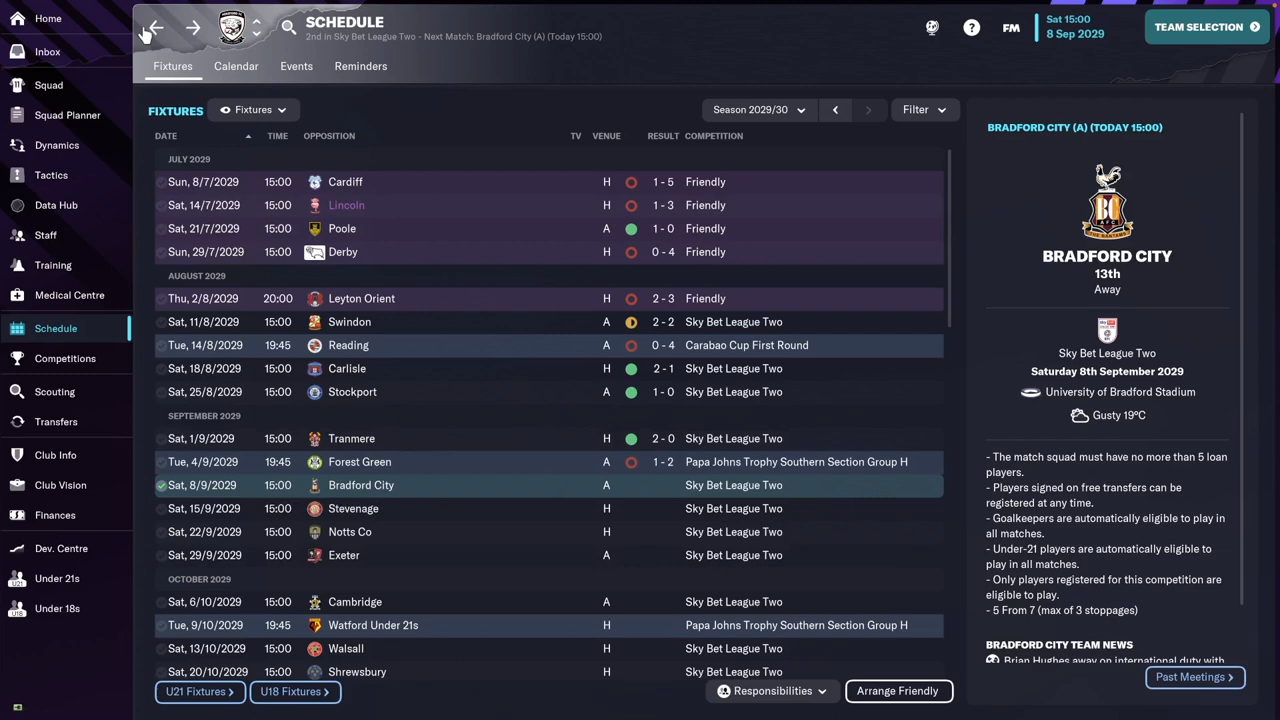 Home
Inbox
Squad
Squad Planner
Dynamics
Tactics
Data Hub
Staff
Training
Medical Centre
Schedule
Competitions
Scouting
Transfers
Club Info
Club Vision
Finances
Dev. Centre
Under 21s
Under 18s
SCHEDULE
2nd in Sky Bet League Two - Next Match: Bradford City (A) (Today 15:00)
FM
Sat 15:00
8 Sep 2029
TEAM SELECTION
Fixtures Calendar Events Reminders
FIXTURES Fixtures Season 2029/30 Filter
DATE TIME OPPOSITION TV VENUE RESULT COMPETITION
JULY 2029
Sun, 8/7/2029 15:00 Cardiff H 1 - 5 Friendly
Sat, 14/7/2029 15:00 Lincoln H 1 - 3 Friendly
Sat, 21/7/2029 15:00 Poole A 1 - 0 Friendly
Sun, 29/7/2029 15:00 Derby H 0 - 4 Friendly
AUGUST 2029
Thu, 2/8/2029 20:00 Leyton Orient H 2 - 3 Friendly
Sat, 11/8/2029 15:00 Swindon A 2 - 2 Sky Bet League Two
Tue, 14/8/2029 19:45 Reading A 0 - 4 Carabao Cup First Round
Sat, 18/8/2029 15:00 Carlisle H 2 - 1 Sky Bet League Two
Sat, 25/8/2029 15:00 Stockport A 1 - 0 Sky Bet League Two
SEPTEMBER 2029
Sat, 1/9/2029 15:00 Tranmere H 2 - 0 Sky Bet League Two
Tue, 4/9/2029 19:45 Forest Green A 1 - 2 Papa Johns Trophy Southern Section Group H
Sat, 8/9/2029 15:00 Bradford City A Sky Bet League Two
Sat, 15/9/2029 15:00 Stevenage H Sky Bet League Two
Sat, 22/9/2029 15:00 Notts Co H Sky Bet League Two
Sat, 29/9/2029 15:00 Exeter A Sky Bet League Two
OCTOBER 2029
Sat, 6/10/2029 15:00 Cambridge A Sky Bet League Two
Tue, 9/10/2029 19:45 Watford Under 21s H Papa Johns Trophy Southern Section Group H
Sat, 13/10/2029 15:00 Walsall H Sky Bet League Two
Sat, 20/10/2029 15:00 Shrewsbury H Sky Bet League Two
U21 Fixtures > U18 Fixtures > Responsibilities Arrange Friendly
BRADFORD CITY (A) (TODAY 15:00)
BC
AFC
BRADFORD CITY
13th
Away
Sky Bet League Two
Saturday 8th September 2029
University of Bradford Stadium
Gusty 19°C
- The match squad must have no more than 5 loan
players.
- Players signed on free transfers can be
registered at any time.
- Goalkeepers are automatically eligible to play in
all matches.
- Under-21 players are automatically eligible to
play in all matches.
- Only players registered for this competition are
eligible to play.
- 5 From 7 (max of 3 stoppages)
BRADFORD CITY TEAM NEWS
Brian Hughes away on international duty with
Past Meetings >